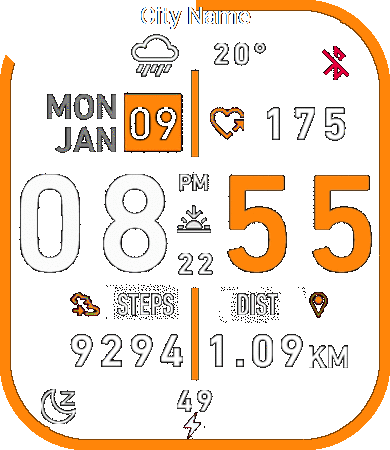 City Name
20°
MON
JAN
09
175
08
PM
22
55
STEPS
DIST
9294
1.09KM
Z
49